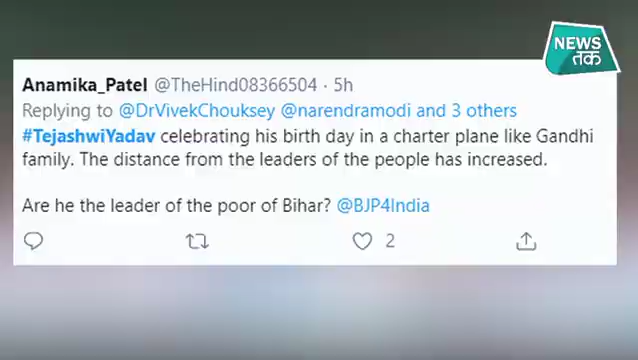 NEWS
तक
Anamika_Patel @TheHind08366504 · 5h
Replying to @DrVivekChouksey @narendramodi and 3 others
#TejashwiYadav celebrating his birth day in a charter plane like Gandhi
family. The distance from the leaders of the people has increased.
Are he the leader of the poor of Bihar? @BJP4India
2